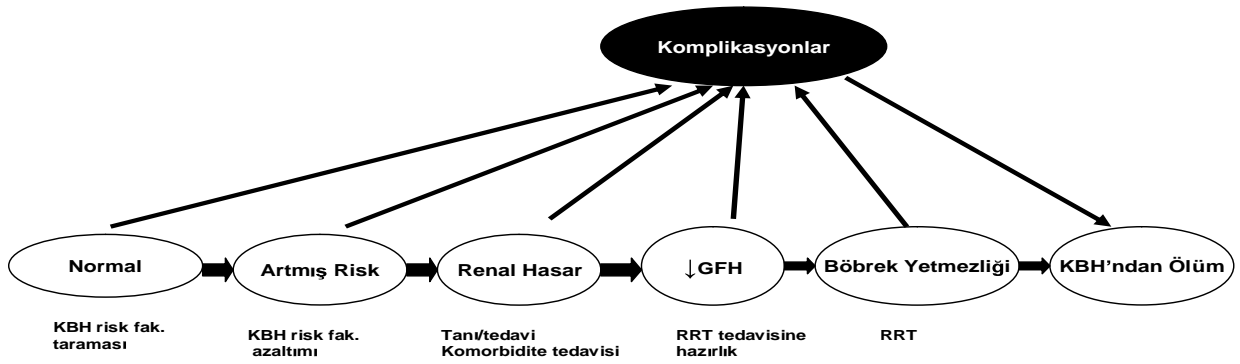 Komplikasyonlar
Normal
Artmış Risk
Renal Hasar
↓GFH
Böbrek Yetmezliği
KBH'ndan Ölüm
KBH risk fak.
taraması
KBH risk fak.
azaltımı
Tanı/tedavi
Komorbidite tedavisi
RRT tedavisine
hazırlık
RRT